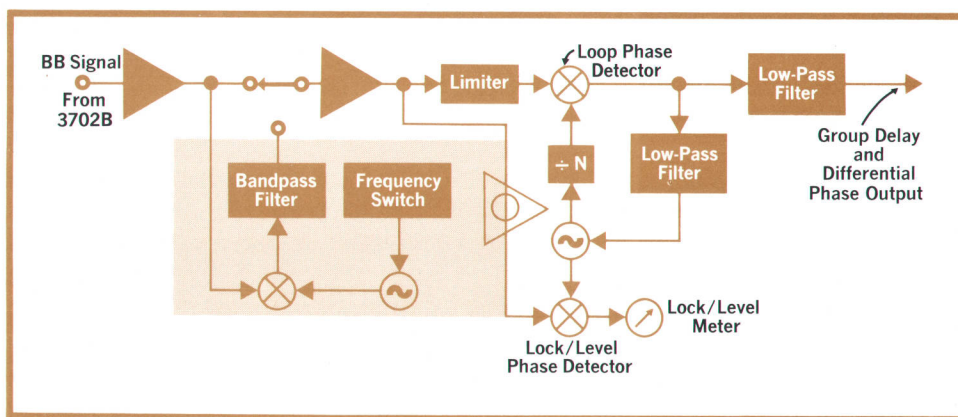 BB Signal
From
3702B
Limiter
Loop Phase
Detector
Low-Pass
Filter
Group Delay
and
Differential
Phase Output
÷ N
Low-Pass
Filter
Bandpass
Filter
Frequency
Switch
Lock/Level
Meter
Lock/Level
Phase Detector